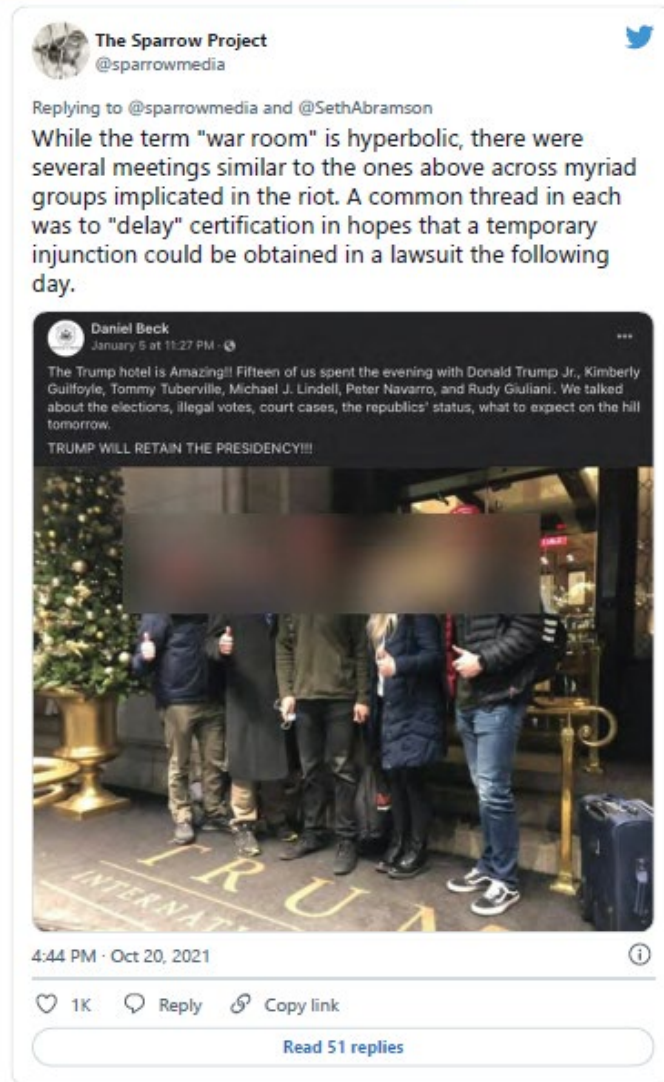 The Sparrow Project
@sparrowmedia
Replying to @sparrowmedia and @SethAbramson
While the term "war room" is hyperbolic, there were
several meetings similar to the ones above across myriad
groups implicated in the riot. A common thread in each
was to "delay" certification in hopes that a temporary
injunction could be obtained in a lawsuit the following
day.
Daniel Beck
January 5 at 11:27 PM ·
The Trump hotel is Amazing!! Fifteen of us spent the evening with Donald Trump Jr., Kimberly
Guilfoyle, Tommy Tuberville, Michael J. Lindell, Peter Navarro, and Rudy Giuliani. We talked
about the elections, illegal votes, court cases, the republics' status, what to expect on the hill
tomorrow.
TRUMP WILL RETAIN THE PRESIDENCY!!!
TRUM
INTERNAT
4:44 PM · Oct 20, 2021
1K Reply Copy link
Read 51 replies